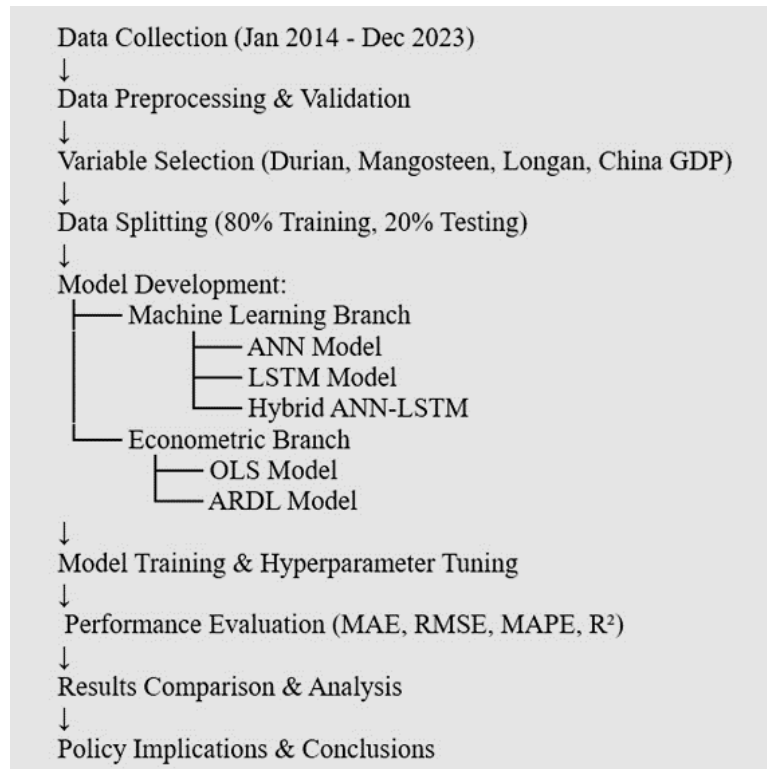 Data Collection (Jan 2014 - Dec 2023)
↓
Data Preprocessing & Validation
↓
Variable Selection (Durian, Mangosteen, Longan, China GDP)
↓
Data Splitting (80% Training, 20% Testing)
↓
Model Development:
├── Machine Learning Branch
├── ANN Model
├── LSTM Model
└── Hybrid ANN-LSTM
└── Econometric Branch
├── OLS Model
└── ARDL Model
↓
Model Training & Hyperparameter Tuning
↓
Performance Evaluation (MAE, RMSE, MAPE, R²)
↓
Results Comparison & Analysis
↓
Policy Implications & Conclusions